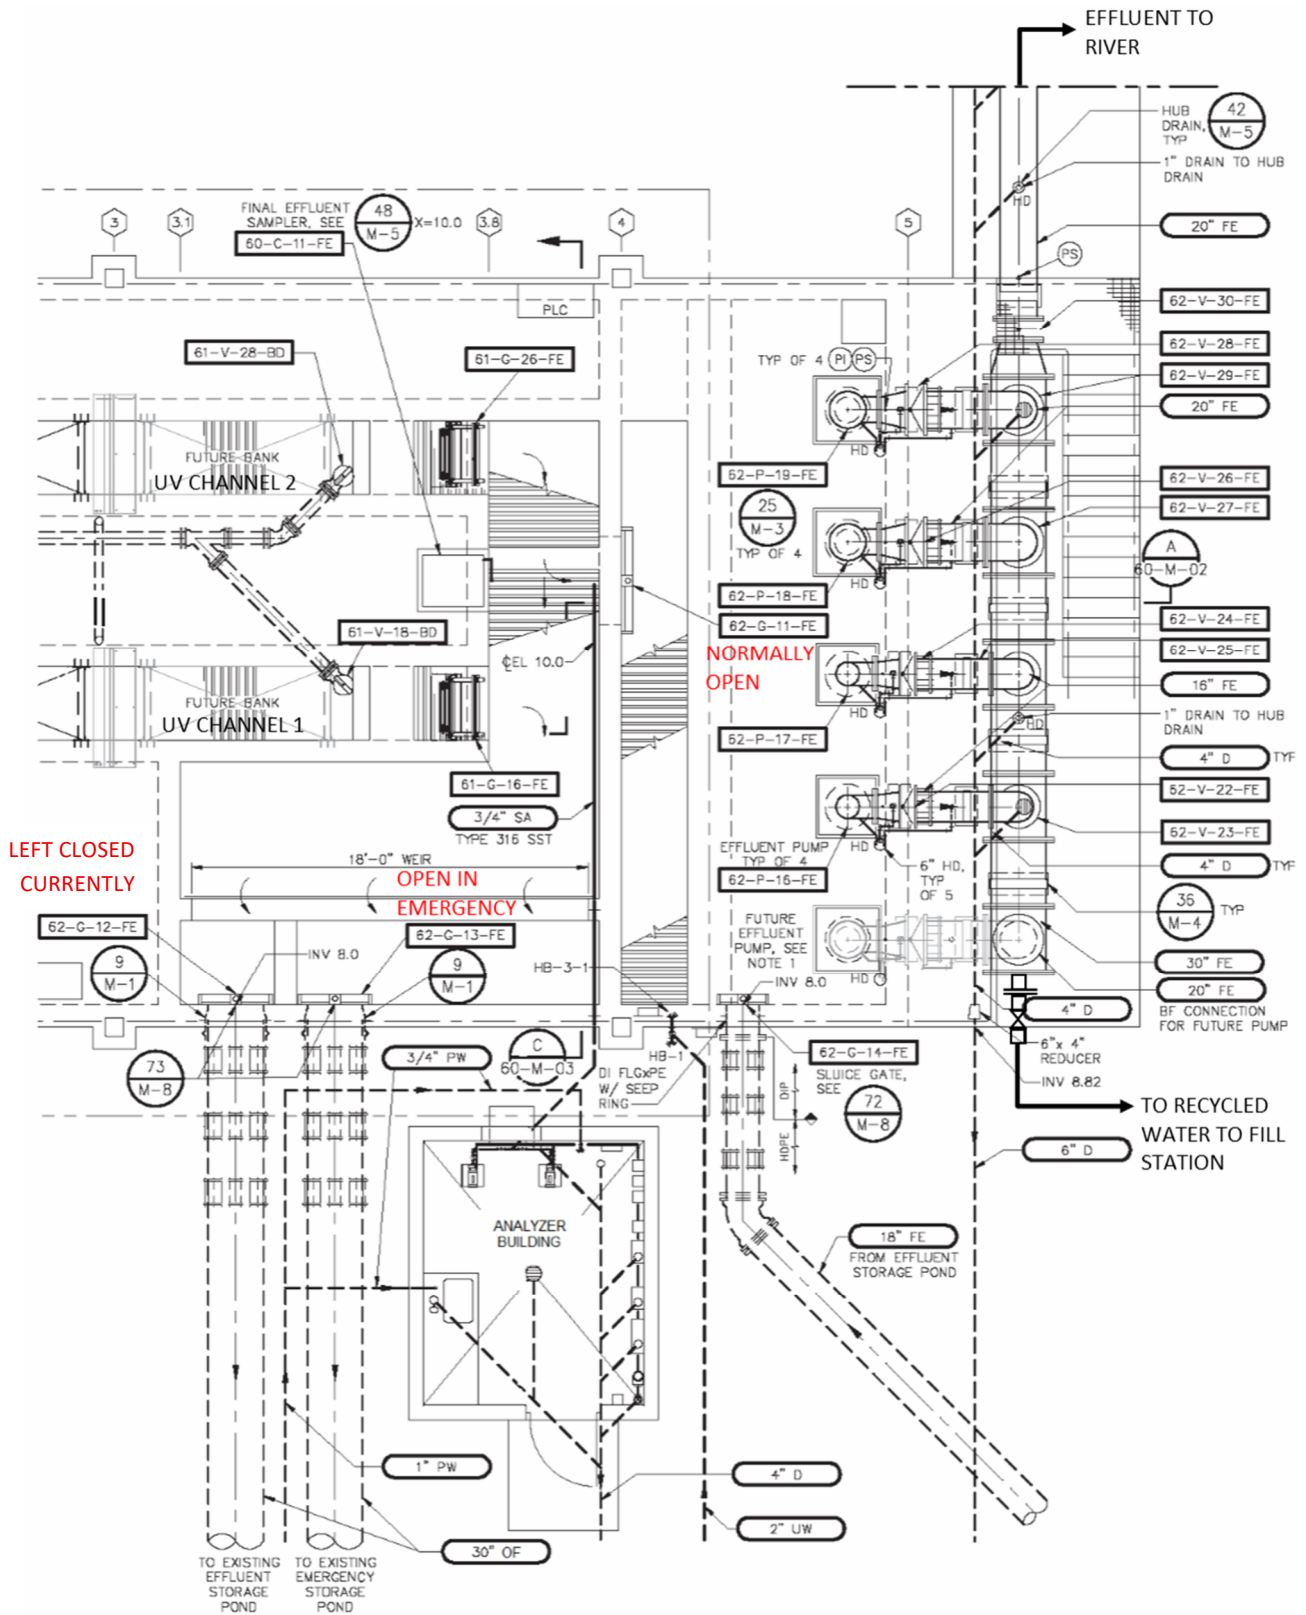 EFFLUENT TO
RIVER
HUB
DRAIN,
TYP
42
M-5
1" DRAIN TO HUB
DRAIN
HD
20" FE
PS
3
3.1
FINAL EFFLUENT
SAMPLER, SEE
60-C-11-FE
48
M-5
X=10.0
3.8
4
5
PLC
62-V-30-FE
62-V-28-FE
62-V-29-FE
20" FE
61-V-28-BD
61-G-26-FE
TYP OF 4
PI
PS
HD
FUTURE BANK
UV CHANNEL 2
62-P-19-FE
25
M-3
TYP OF 4
62-V-26-FE
62-V-27-FE
A
60-M-02
HD
62-P-18-FE
62-G-11-FE
NORMALLY
OPEN
61-V-18-BD
℄EL 10.0
62-V-24-FE
62-V-25-FE
16" FE
HD
FUTURE BANK
UV CHANNEL 1
62-P-17-FE
HD
1" DRAIN TO HUB
DRAIN
4" D
TYP
61-G-16-FE
3/4" SA
TYPE 316 SST
62-V-22-FE
62-V-23-FE
LEFT CLOSED
CURRENTLY
18'-0" WEIR
OPEN IN
EMERGENCY
EFFLUENT PUMP
TYP OF 4
62-P-16-FE
HD
6" HD,
TYP
OF 5
4" D
TYP
36
M-4
TYP
62-G-12-FE
62-G-13-FE
FUTURE
EFFLUENT
PUMP, SEE
NOTE 1
HD
9
M-1
INV 8.0
9
M-1
HB-3-1
INV 8.0
30" FE
20" FE
BF CONNECTION
FOR FUTURE PUMP
4" D
6"x 4"
REDUCER
INV 8.82
73
M-8
3/4" PW
C
60-M-03
HB-1
DI FLGxPE
W/ SEEP
RING
62-G-14-FE
SLUICE GATE,
SEE
72
M-8
DIP
HDPE
TO RECYCLED
WATER TO FILL
STATION
6" D
ANALYZER
BUILDING
18" FE
FROM EFFLUENT
STORAGE POND
1" PW
4" D
2" UW
30" OF
TO EXISTING
EFFLUENT
STORAGE
POND
TO EXISTING
EMERGENCY
STORAGE
POND